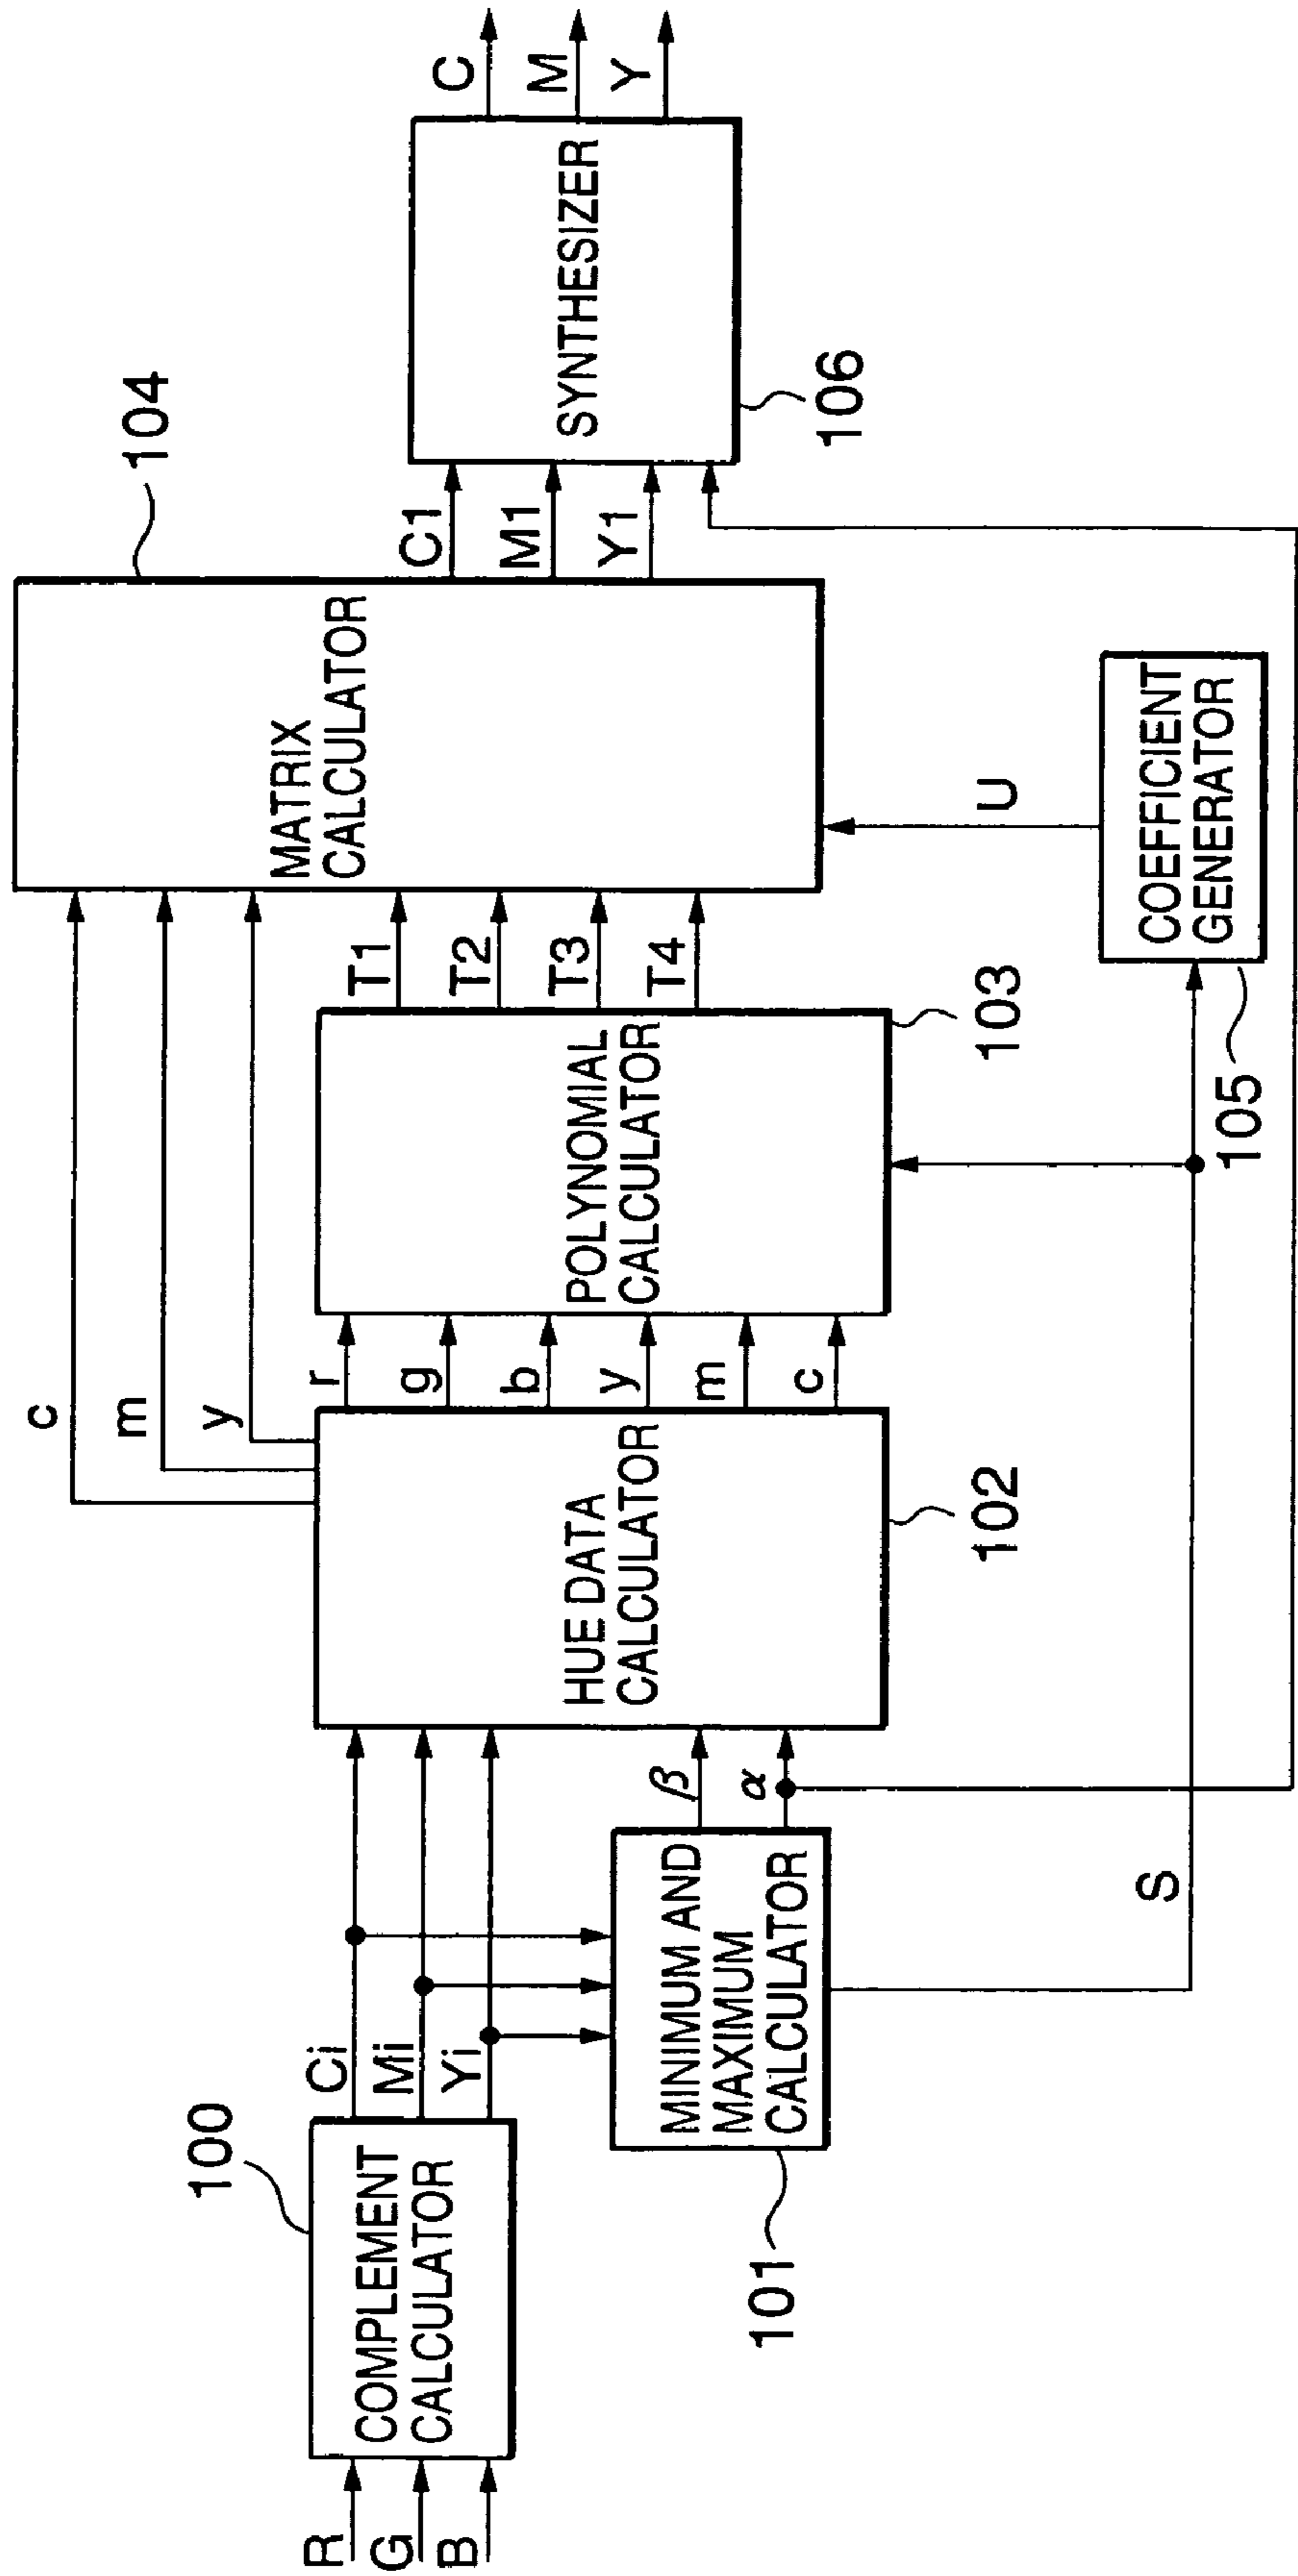 R
G
B
100
COMPLEMENT
CALCULATOR
Ci
Mi
Yi
101
MINIMUM AND
MAXIMUM
CALCULATOR
β
α
S
102
HUE DATA
CALCULATOR
c
m
y
r
g
b
y
m
c
103
POLYNOMIAL
CALCULATOR
T1
T2
T3
T4
104
MATRIX
CALCULATOR
105
COEFFICIENT
GENERATOR
U
C1
M1
Y1
106
SYNTHESIZER
C
M
Y